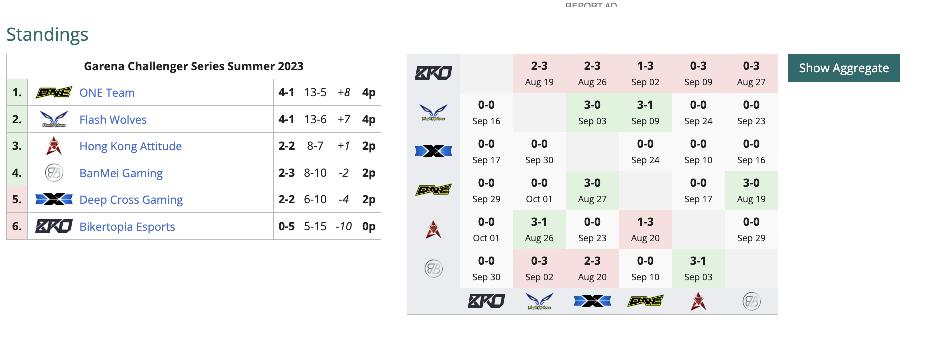 REPORT AD
Standings
Garena Challenger Series Summer 2023
1. ONE Team 4-1 13-5 +8 4p
2. Flash Wolves 4-1 13-6 +7 4p
3. Hong Kong Attitude 2-2 8-7 +1 2p
4. BanMei Gaming 2-3 8-10 -2 2p
5. Deep Cross Gaming 2-2 6-10 -4 2p
6. Bikertopia Esports 0-5 5-15 -10 0p
2-3 2-3 1-3 0-3 0-3
Aug 19 Aug 26 Sep 02 Sep 09 Aug 27
0-0 3-0 3-1 0-0 0-0
Sep 16 Sep 03 Sep 09 Sep 24 Sep 23
0-0 0-0 0-0 0-0 0-0
Sep 17 Sep 30 Sep 24 Sep 10 Sep 16
0-0 0-0 3-0 0-0 3-0
Sep 29 Oct 01 Aug 27 Sep 17 Aug 19
0-0 3-1 0-0 1-3 0-0
Oct 01 Aug 26 Sep 23 Aug 20 Sep 29
0-0 0-3 2-3 0-0 3-1
Sep 30 Sep 02 Aug 20 Sep 10 Sep 03
Show Aggregate